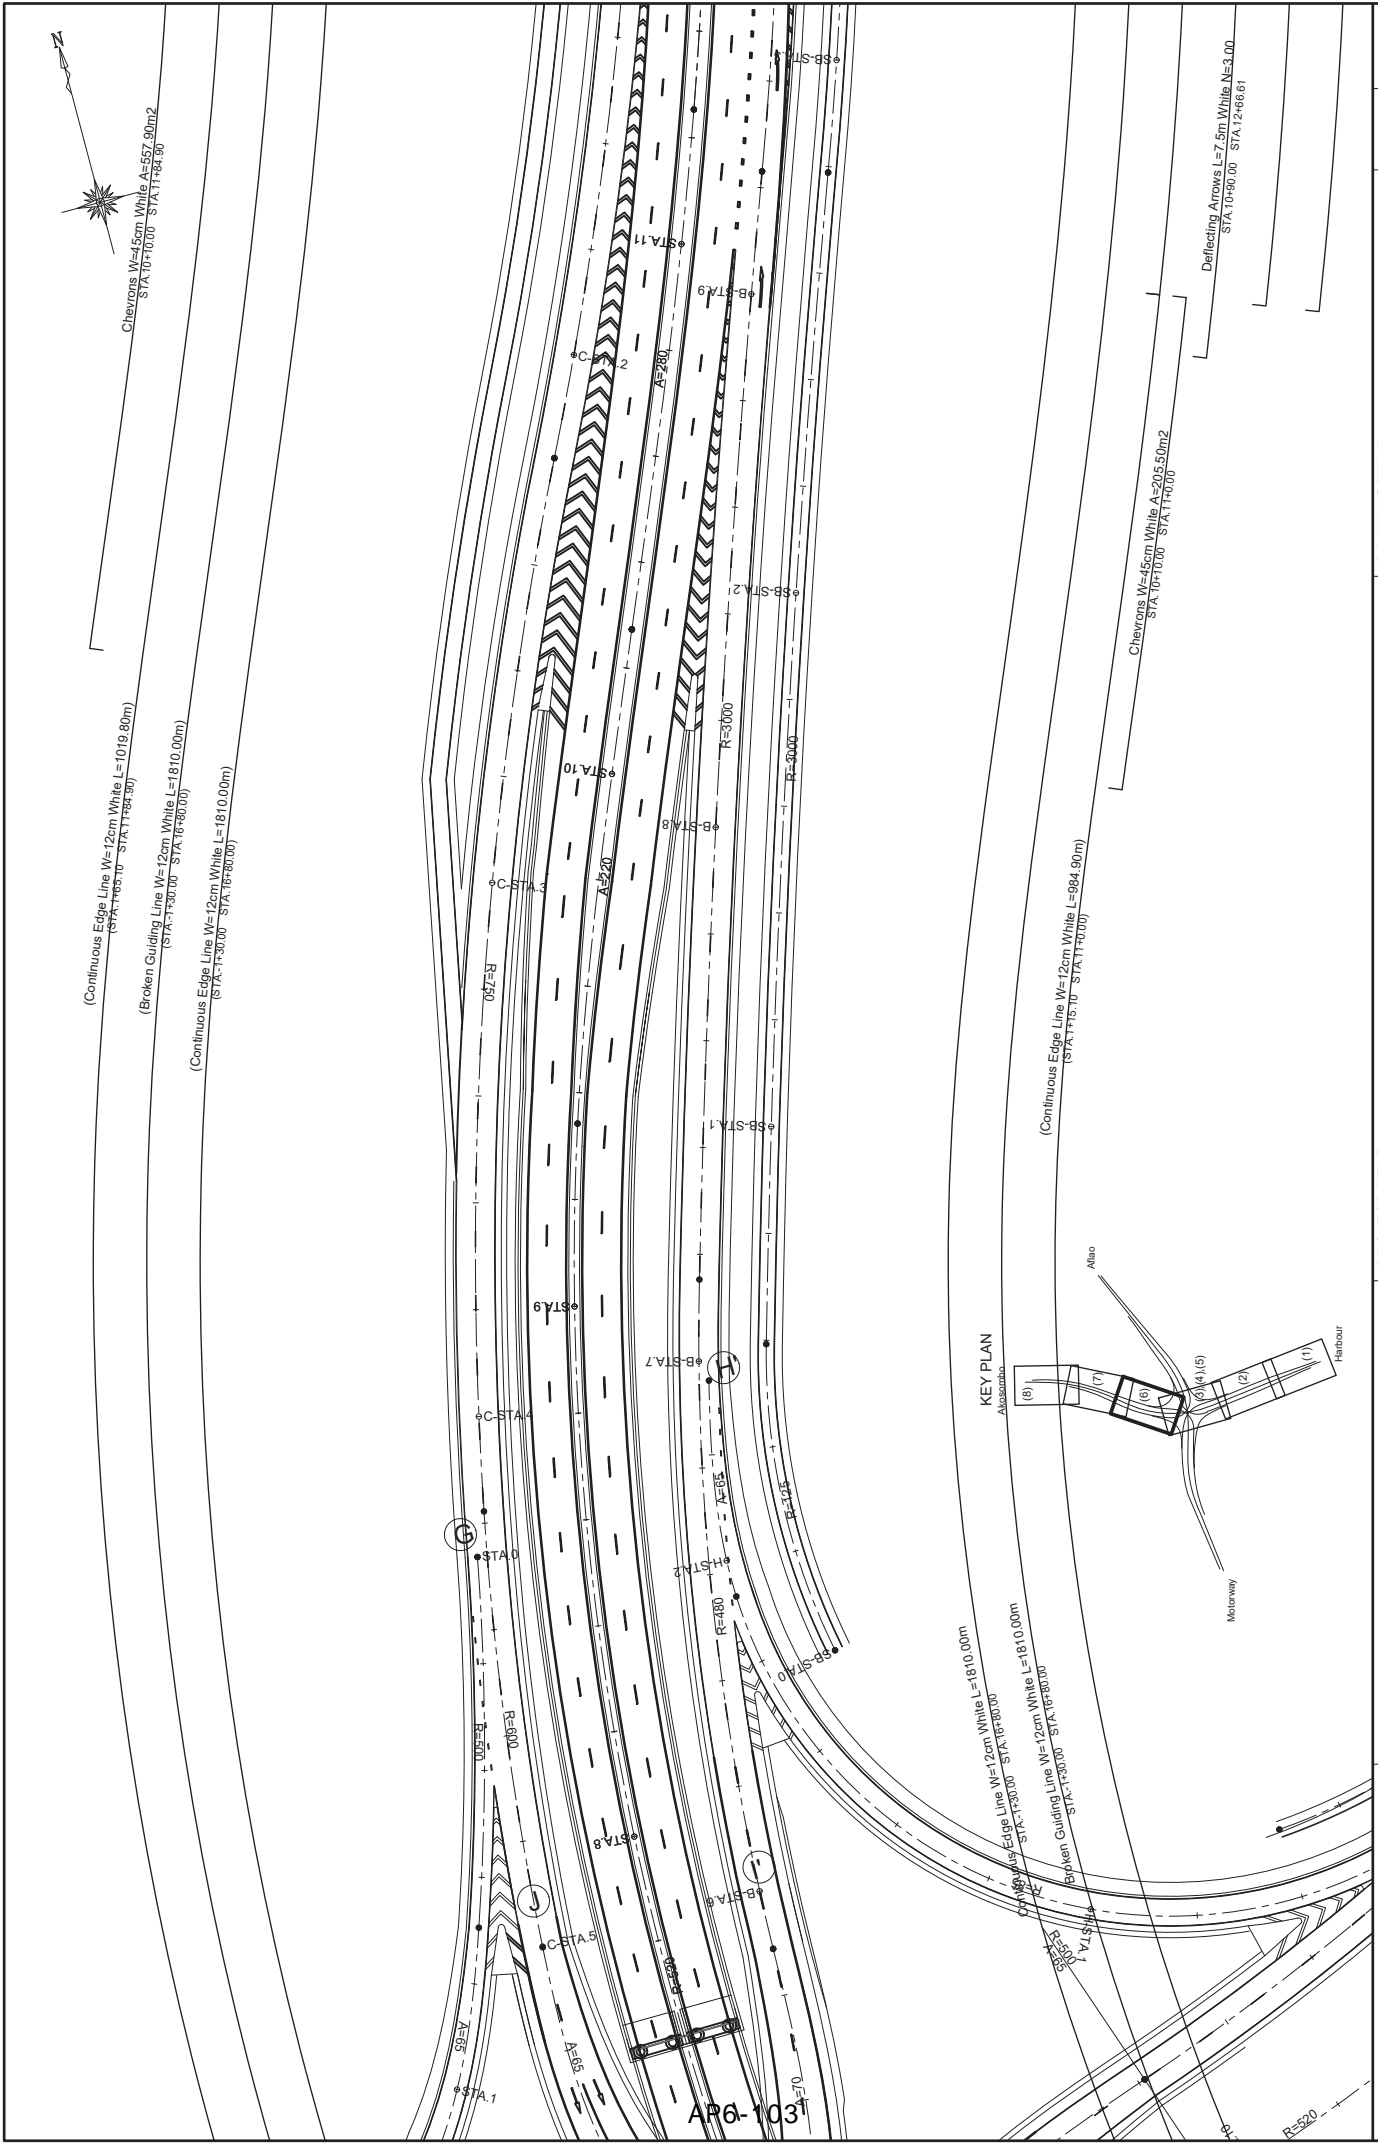 N
Chevrons W=45cm White A=557.90m2
STA.10+10.00 STA.11+84.90
(Continuous Edge Line W=12cm White L=1019.80m)
(STA.1+65.10 STA.11+84.90)
(Broken Guiding Line W=12cm White L=1810.00m)
(STA.-1+30.00 STA.16+80.00)
(Continuous Edge Line W=12cm White L=1810.00m)
(STA.-1+30.00 STA.16+80.00)
STA.11
B-STA.9
C-STA.2
A=280
SB-STA.2
R=3000
R=3000
STA.10
B-STA.8
A=220
C-STA.3
R=750
SB-STA.1
STA.9
B-STA.7
H'
C-STA.4
A=65
R=125
G
STA.0
H-STA.2
R=480
SB-STA.0
R=500
R=600
STA.8
J
I'
B-STA.6
C-STA.5
R=520
A=65
A=65
A=70
STA.1
AP6-103
Deflecting Arrows L=7.5m White N=3.00
STA.10+90.00 STA.12+66.61
Chevrons W=45cm White A=205.50m2
STA.10+10.00 STA.11+0.00
(Continuous Edge Line W=12cm White L=984.90m)
(STA.1+15.10 STA.11+0.00)
KEY PLAN
Akosombo
Aflao
Harbour
Motorway
(8)
(7)
(6)
(3)(4),(5)
(2)
(1)
Continuous Edge Line W=12cm White L=1810.00m
STA.-1+30.00 STA.16+80.00
Broken Guiding Line W=12cm White L=1810.00m
STA.-1+30.00 STA.16+80.00
H-STA.1
R=500
A=65
R=520